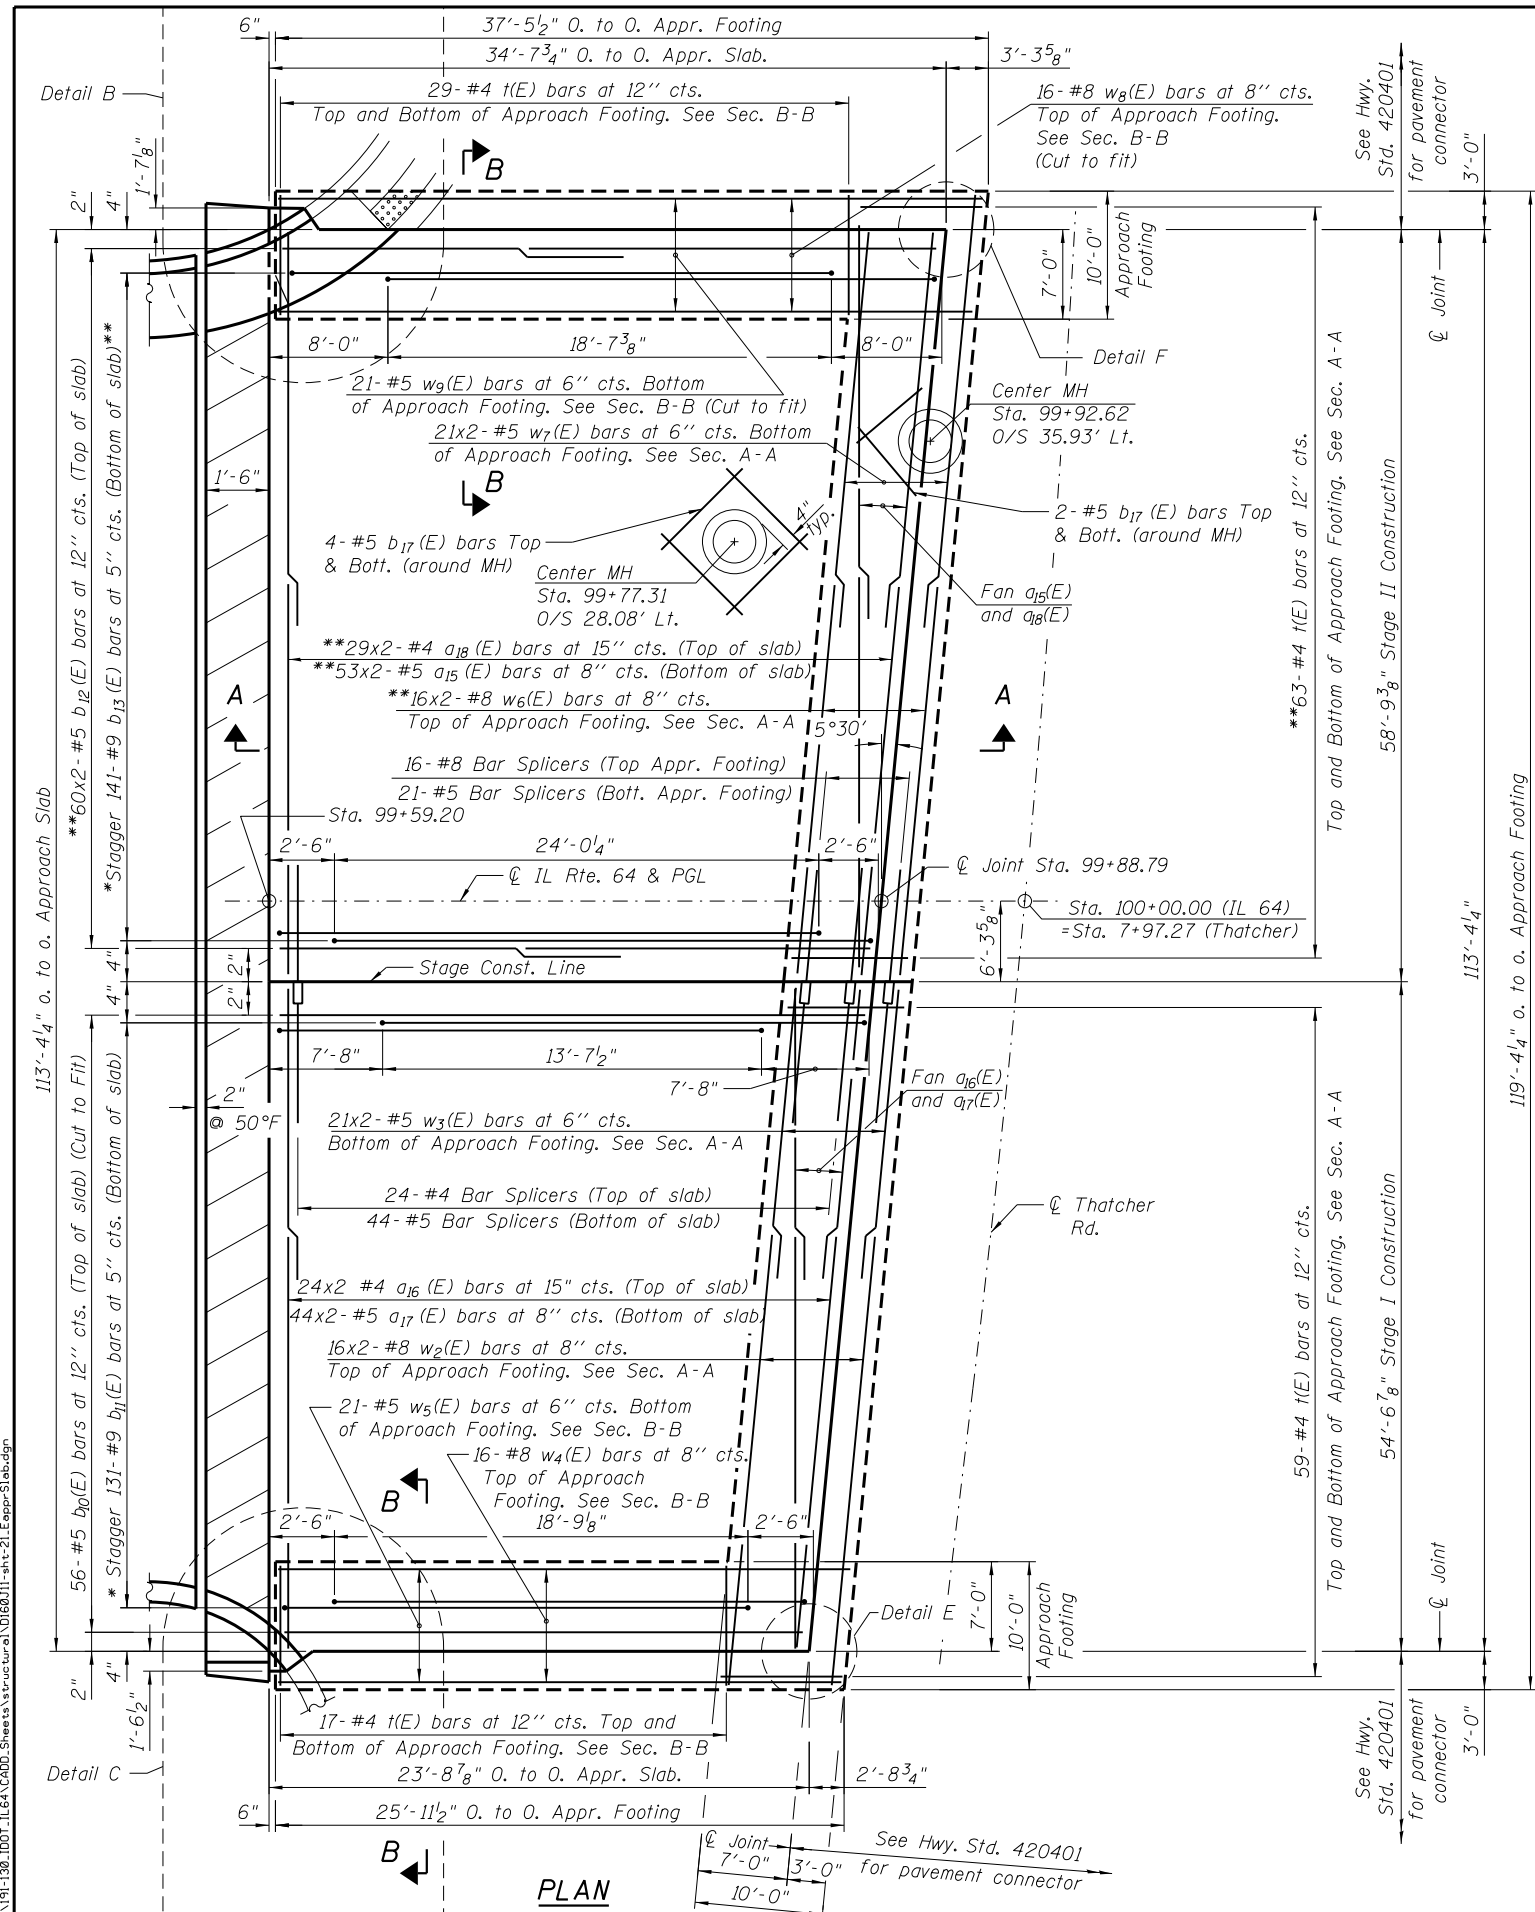 37'-5½" O. to O. Appr. Footing
6"
34'-7¾" O. to O. Appr. Slab.
3'-3⅝"
Detail B
29-#4 t(E) bars at 12" cts.
Top and Bottom of Approach Footing. See Sec. B-B
16-#8 w8(E) bars at 8" cts.
Top of Approach Footing.
See Sec. B-B
(Cut to fit)
See Hwy.
Std. 420401
for pavement
connector
3'-0"
1'-7⅛"
2"
4"
B
7'-0"
10'-0"
Approach
Footing
℄ Joint
8'-0"
18'-7⅜"
8'-0"
Detail F
21-#5 w9(E) bars at 6" cts. Bottom
of Approach Footing. See Sec. B-B (Cut to fit)
Center MH
Sta. 99+92.62
O/S 35.93' Lt.
21x2-#5 w7(E) bars at 6" cts. Bottom
of Approach Footing. See Sec. A-A
1'-6"
B
4"
typ.
2-#5 b17(E) bars Top
& Bott. (around MH)
4-#5 b17(E) bars Top
& Bott. (around MH)
Center MH
Sta. 99+77.31
O/S 28.08' Lt.
Fan a15(E)
and a18(E)
**29x2-#4 a18(E) bars at 15" cts. (Top of slab)
**53x2-#5 a15(E) bars at 8" cts. (Bottom of slab)
**16x2-#8 w6(E) bars at 8" cts.
Top of Approach Footing. See Sec. A-A
A
A
5°30'
16-#8 Bar Splicers (Top Appr. Footing)
21-#5 Bar Splicers (Bott. Appr. Footing)
Sta. 99+59.20
2'-6"
24'-0¼"
2'-6"
℄ IL Rte. 64 & PGL
℄ Joint Sta. 99+88.79
Sta. 100+00.00 (IL 64)
=Sta. 7+97.27 (Thatcher)
6'-3⅝"
Stage Const. Line
**60x2-#5 b12(E) bars at 12" cts. (Top of slab)
*Stagger 141-#9 b13(E) bars at 5" cts. (Bottom of slab)**
113'-4¼" o. to o. Approach Slab
**63-#4 t(E) bars at 12" cts.
Top and Bottom of Approach Footing. See Sec. A-A
58'-9⅜" Stage II Construction
113'-4¼"
119'-4¼" o. to o. Approach Footing
4"
2"
4"
2"
7'-8"
13'-7½"
7'-8"
2"
@ 50°F
Fan a16(E)
and a17(E)
21x2-#5 w3(E) bars at 6" cts.
Bottom of Approach Footing. See Sec. A-A
24-#4 Bar Splicers (Top of slab)
44-#5 Bar Splicers (Bottom of slab)
℄ Thatcher
Rd.
24x2 #4 a16(E) bars at 15" cts. (Top of slab)
44x2-#5 a17(E) bars at 8" cts. (Bottom of slab)
16x2-#8 w2(E) bars at 8" cts.
Top of Approach Footing. See Sec. A-A
56-#5 b10(E) bars at 12" cts. (Top of slab) (Cut to Fit)
* Stagger 131-#9 b11(E) bars at 5" cts. (Bottom of slab)
59-#4 t(E) bars at 12" cts.
Top and Bottom of Approach Footing. See Sec. A-A
54'-6⅞" Stage I Construction
21-#5 w5(E) bars at 6" cts. Bottom
of Approach Footing. See Sec. B-B
16-#8 w4(E) bars at 8" cts.
Top of Approach
Footing. See Sec. B-B
B
2'-6"
18'-9⅛"
2'-6"
Detail E
7'-0"
10'-0"
Approach
Footing
℄ Joint
2"
4"
1'-6½"
17-#4 t(E) bars at 12" cts. Top and
Bottom of Approach Footing. See Sec. B-B
Detail C
23'-8⅞" O. to O. Appr. Slab.
2'-8¾"
6"
25'-11½" O. to O. Appr. Footing
See Hwy.
Std. 420401
for pavement
connector
3'-0"
B
℄ Joint
7'-0"
3'-0"
10'-0"
See Hwy. Std. 420401
for pavement connector
PLAN
\191-130_IDOT_IL64\CADD_Sheets\structural\D160J11-sht-21_EapprSlab.dgn